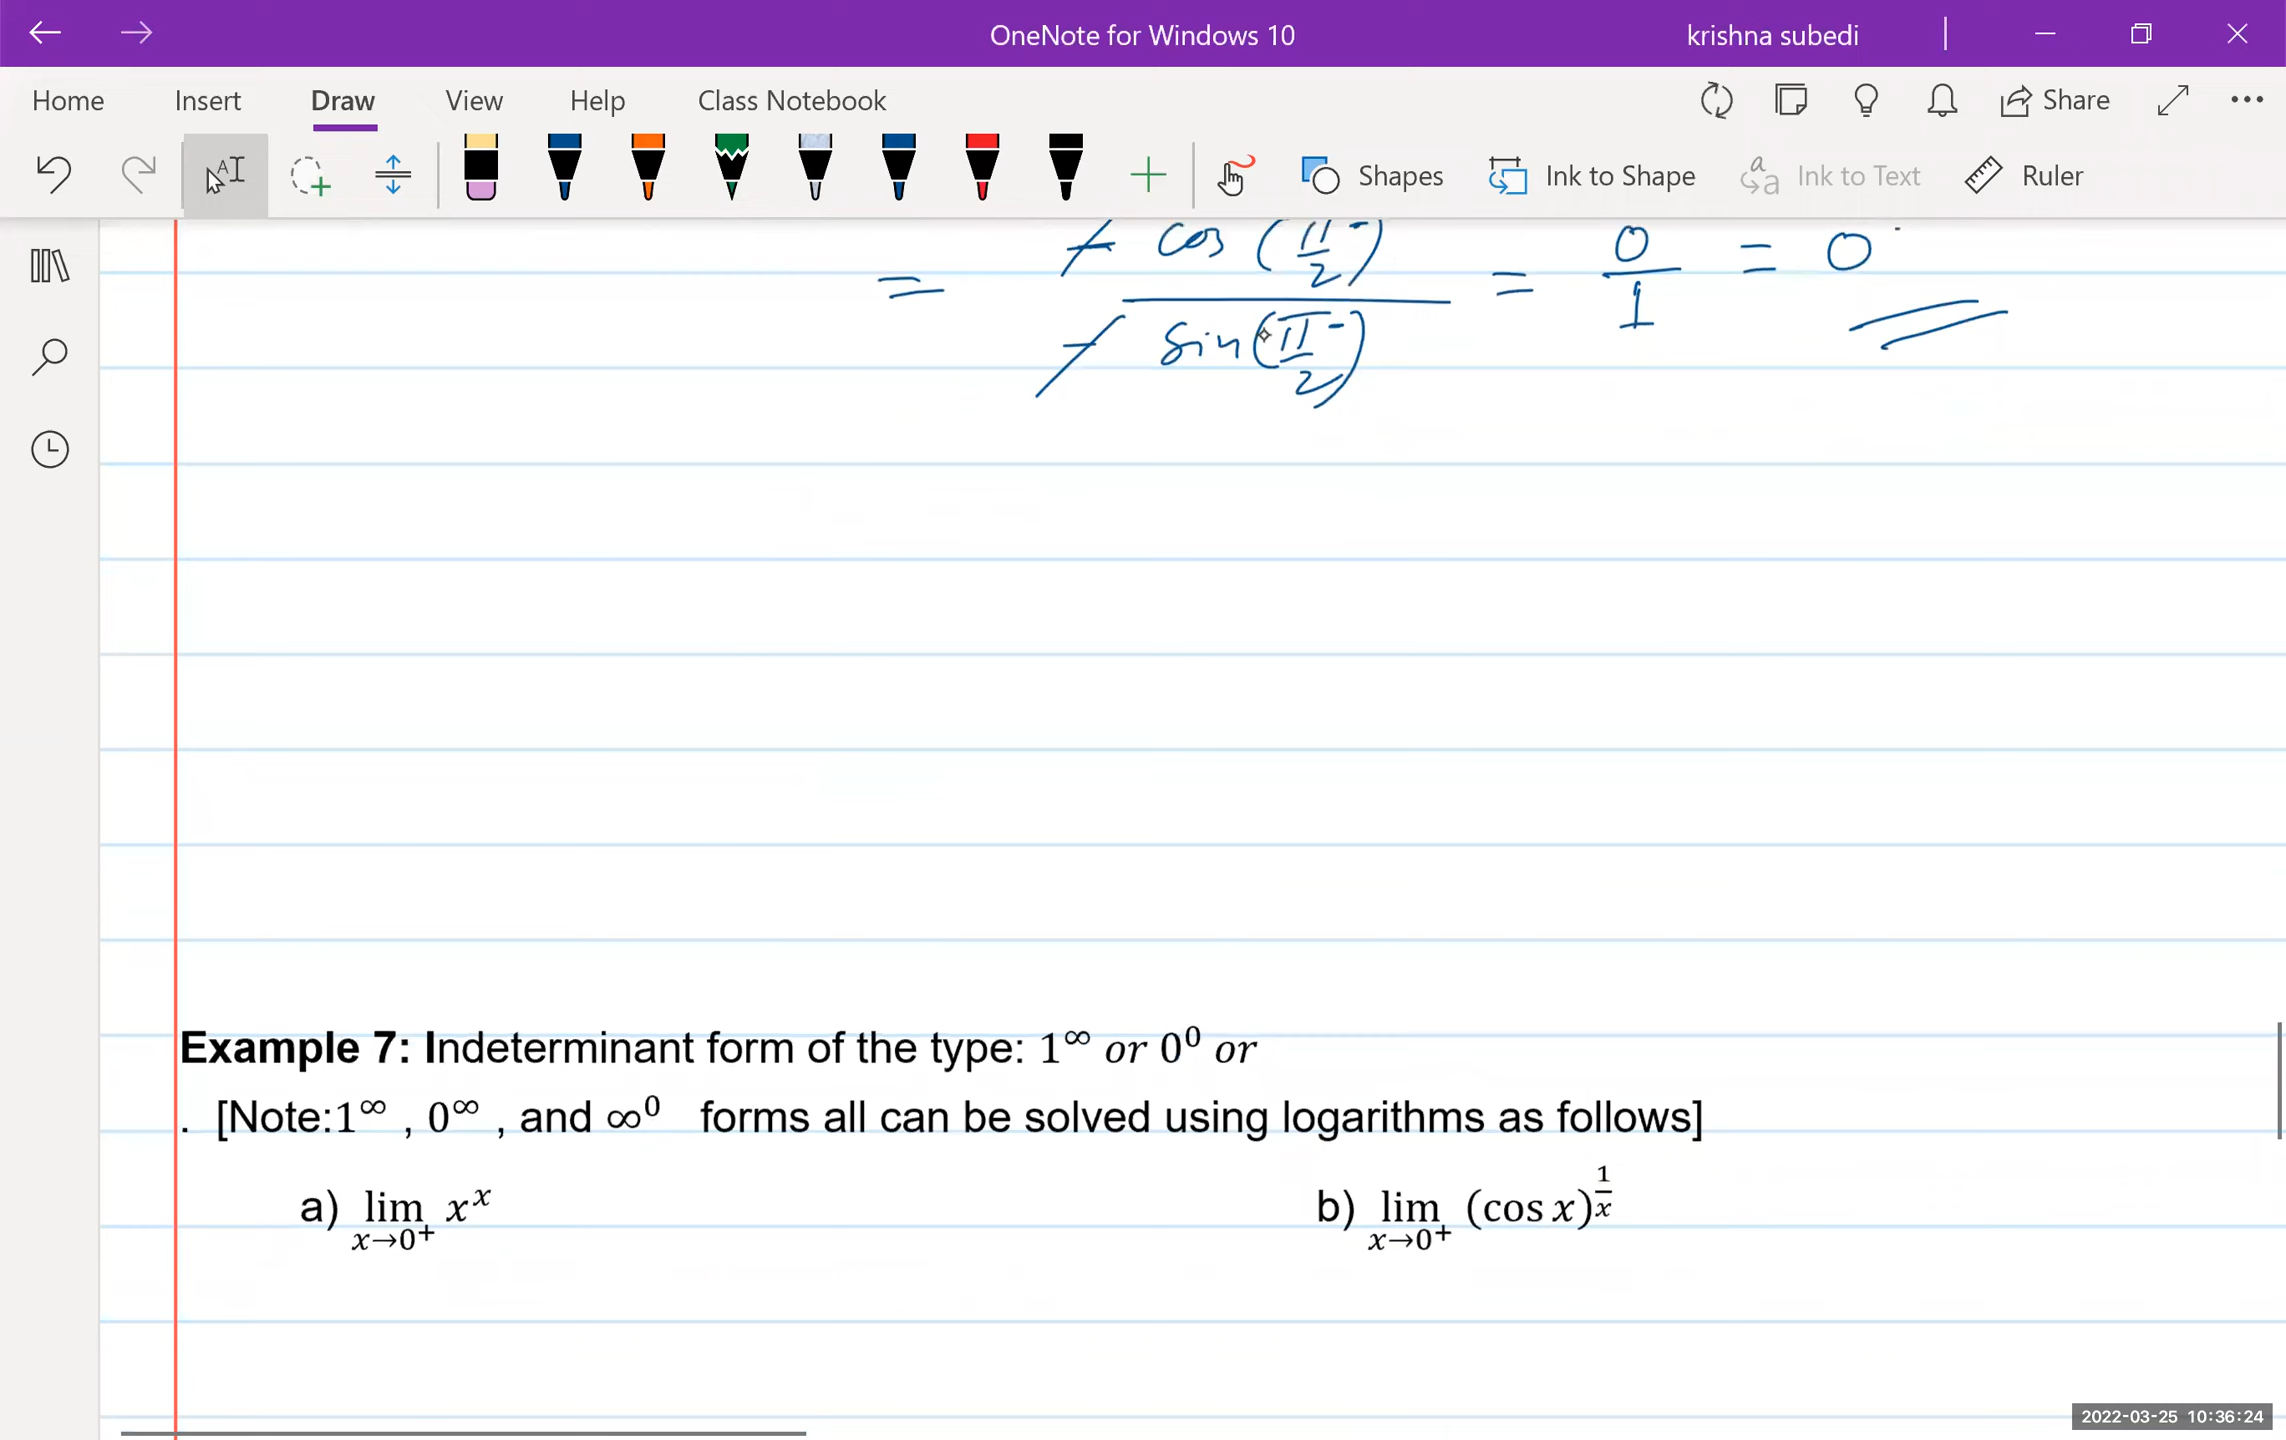 OneNote for Windows 10 krishna subedi
Home Insert Draw View Help Class Notebook Share
Shapes Ink to Shape Ink to Text Ruler
= - cos (π/2⁻) / - sin(π/2⁻) = 0/1 = 0
Example 7: Indeterminant form of the type: 1^∞ or 0^0 or
. [Note:1^∞ , 0^∞ , and ∞^0 forms all can be solved using logarithms as follows]
a) lim x→0⁺ x^x b) lim x→0⁺ (cos x)^(1/x)
2022-03-25 10:36:24